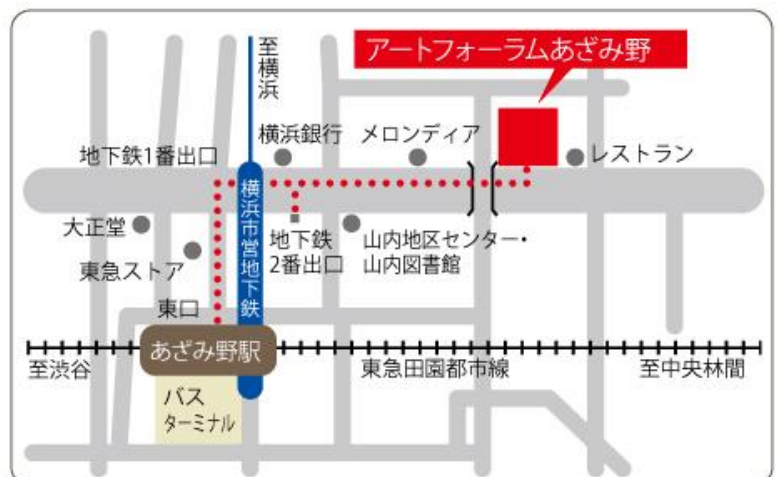 至横浜
アートフォーラムあざみ野
横浜銀行
メロンディア
地下鉄1番出口
レストラン
横浜市営地下鉄
大正堂
地下鉄
2番出口
山内地区センター・
山内図書館
東急ストア
東口
あざみ野駅
至渋谷
東急田園都市線
至中央林間
バス
ターミナル